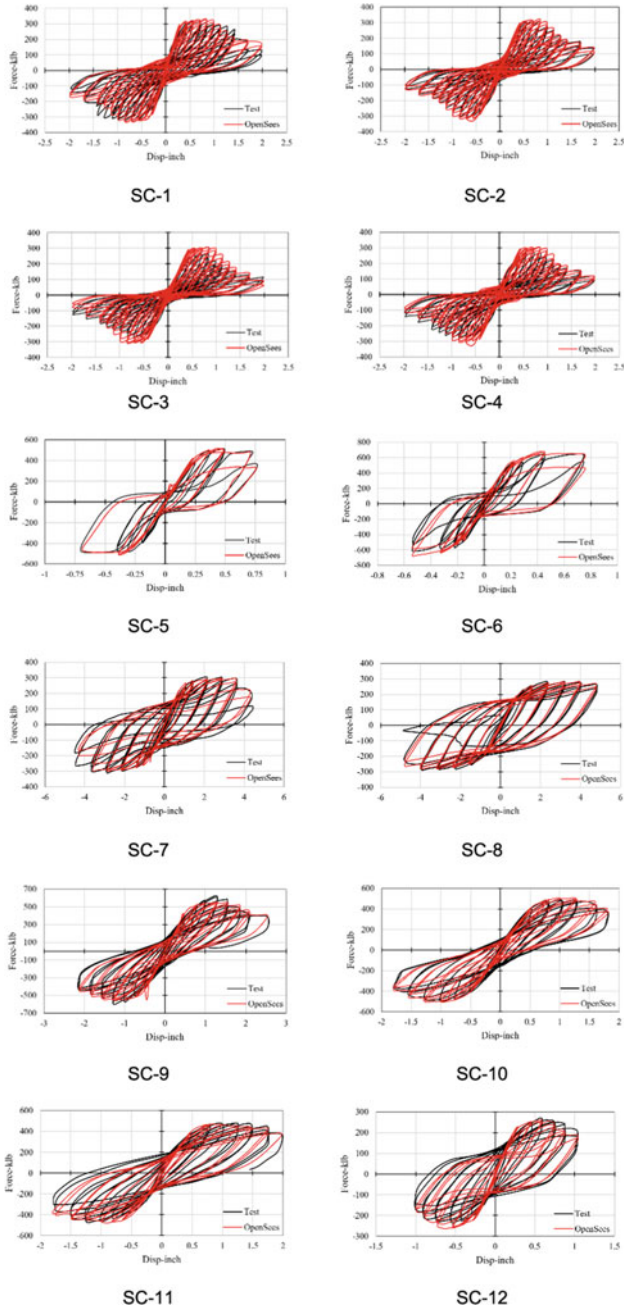 Force-klb
400
300
200
100
0
-100
-200
-300
-400
-2.5 -2 -1.5 -1 -0.5 0 0.5 1 1.5 2 2.5
Test
OpenSees
Disp-inch
SC-1
Force-klb
400
300
200
100
0
-100
-200
-300
-400
-2.5 -2 -1.5 -1 -0.5 0 0.5 1 1.5 2 2.5
Test
OpenSees
Disp-inch
SC-2
Force-klb
400
300
200
100
0
-100
-200
-300
-400
-2.5 -2 -1.5 -1 -0.5 0 0.5 1 1.5 2 2.5
Test
OpenSees
Disp-inch
SC-3
Force-klb
400
300
200
100
0
-100
-200
-300
-400
-2.5 -2 -1.5 -1 -0.5 0 0.5 1 1.5 2 2.5
Test
OpenSees
Disp-inch
SC-4
Force-klb
600
400
200
0
-200
-400
-600
-1 -0.75 -0.5 -0.25 0 0.25 0.5 0.75 1
Test
OpenSees
Disp-inch
SC-5
Force-klb
800
600
400
200
0
-200
-400
-600
-800
-0.8 -0.6 -0.4 -0.2 0 0.2 0.4 0.6 0.8 1
Test
OpenSees
Disp-inch
SC-6
Force-klb
400
300
200
100
0
-100
-200
-300
-400
-6 -4 -2 0 2 4 6
Test
OpenSees
Disp-inch
SC-7
Force-klb
400
300
200
100
0
-100
-200
-300
-400
-6 -4 -2 0 2 4 6
Test
OpenSees
Disp-inch
SC-8
Force-klb
700
500
300
100
-100
-300
-500
-700
-3 -2 -1 0 1 2 3
Test
OpenSees
Disp-inch
SC-9
Force-klb
600
400
200
0
-200
-400
-600
-2 -1.5 -1 -0.5 0 0.5 1 1.5 2
Test
OpenSees
Disp-inch
SC-10
Force-klb
600
400
200
0
-200
-400
-600
-2 -1.5 -1 -0.5 0 0.5 1 1.5 2
Test
OpenSees
Disp-inch
SC-11
Force-klb
300
200
100
0
-100
-200
-300
-1.5 -1 -0.5 0 0.5 1 1.5
Test
OpenSees
Disp-inch
SC-12